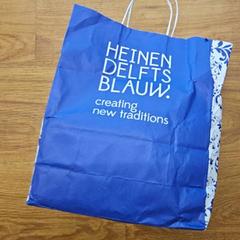 HEINEN
DELFTS
BLAUW.
creating
new traditions